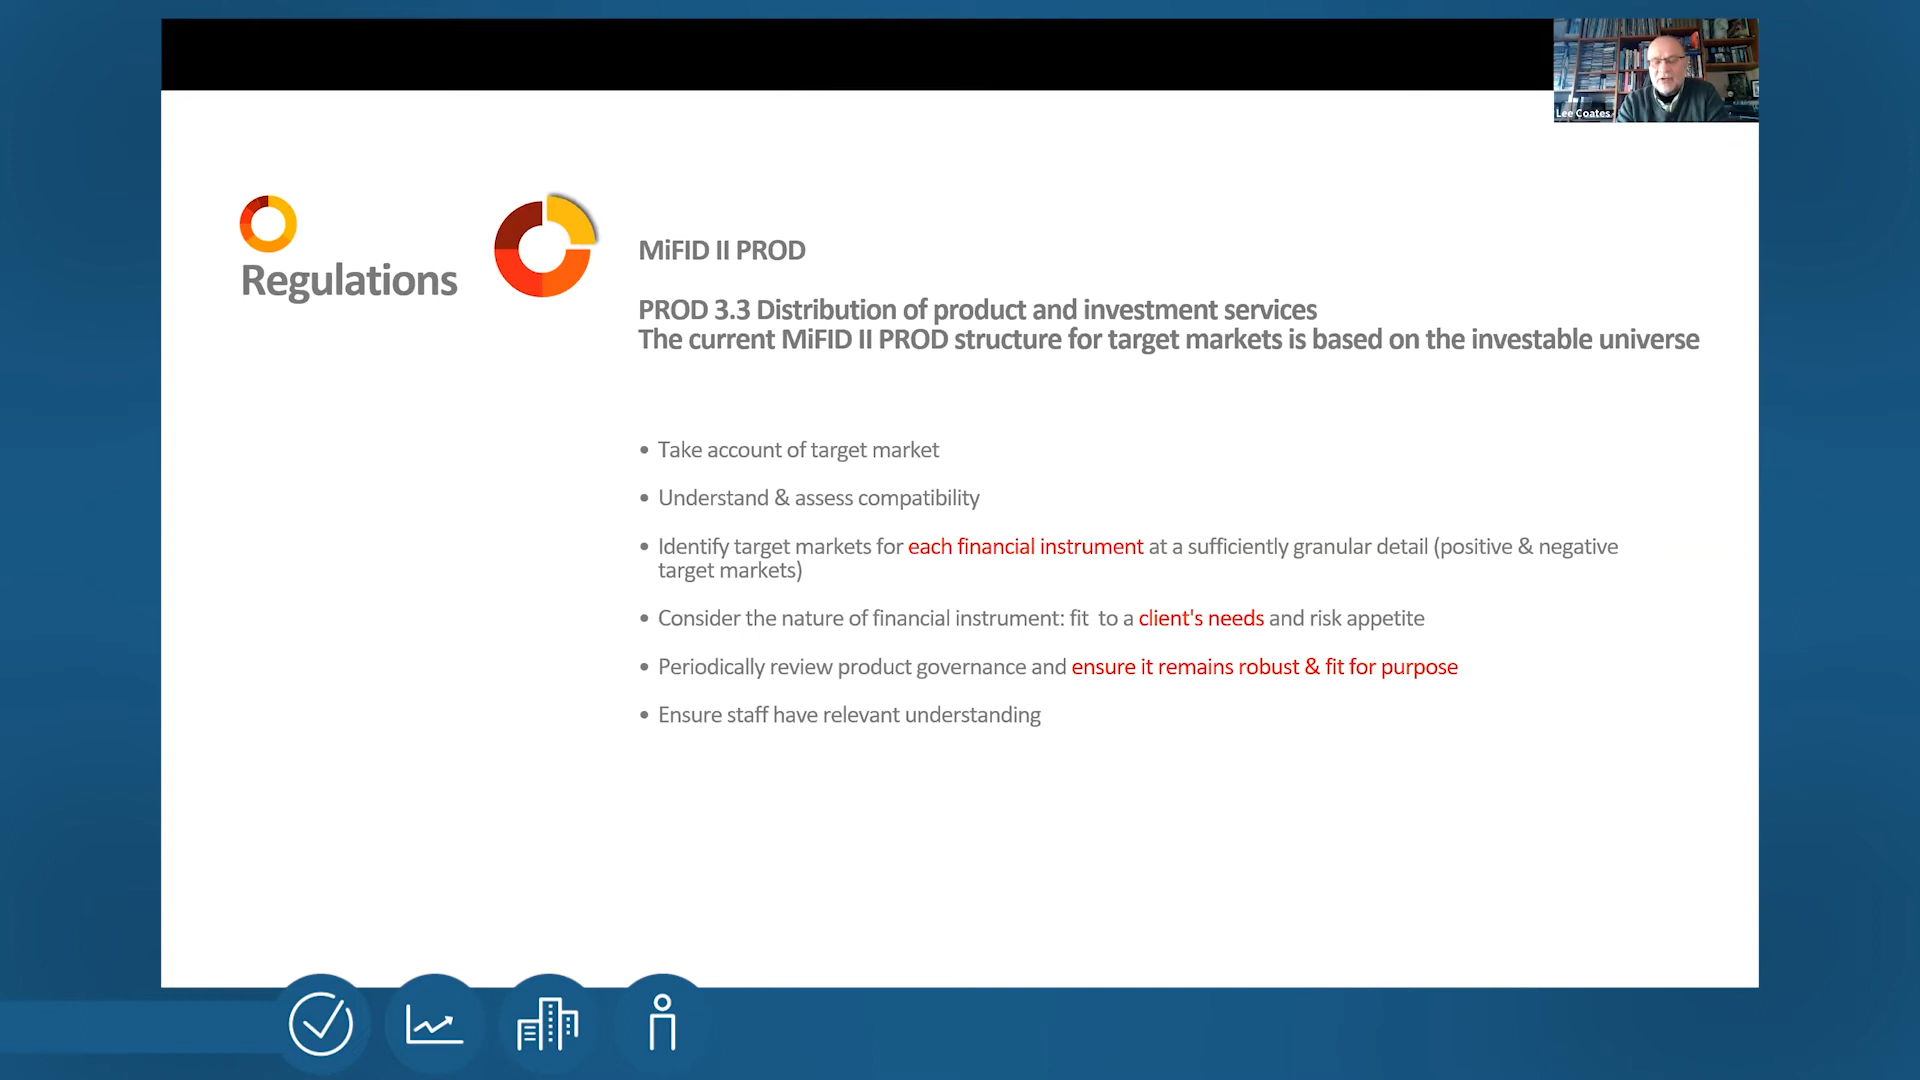 Lee Coates
Regulations
MiFID II PROD
PROD 3.3 Distribution of product and investment services
The current MiFID II PROD structure for target markets is based on the investable universe
• Take account of target market
• Understand & assess compatibility
• Identify target markets for each financial instrument at a sufficiently granular detail (positive & negative
target markets)
• Consider the nature of financial instrument: fit  to a client's needs and risk appetite
• Periodically review product governance and ensure it remains robust & fit for purpose
• Ensure staff have relevant understanding